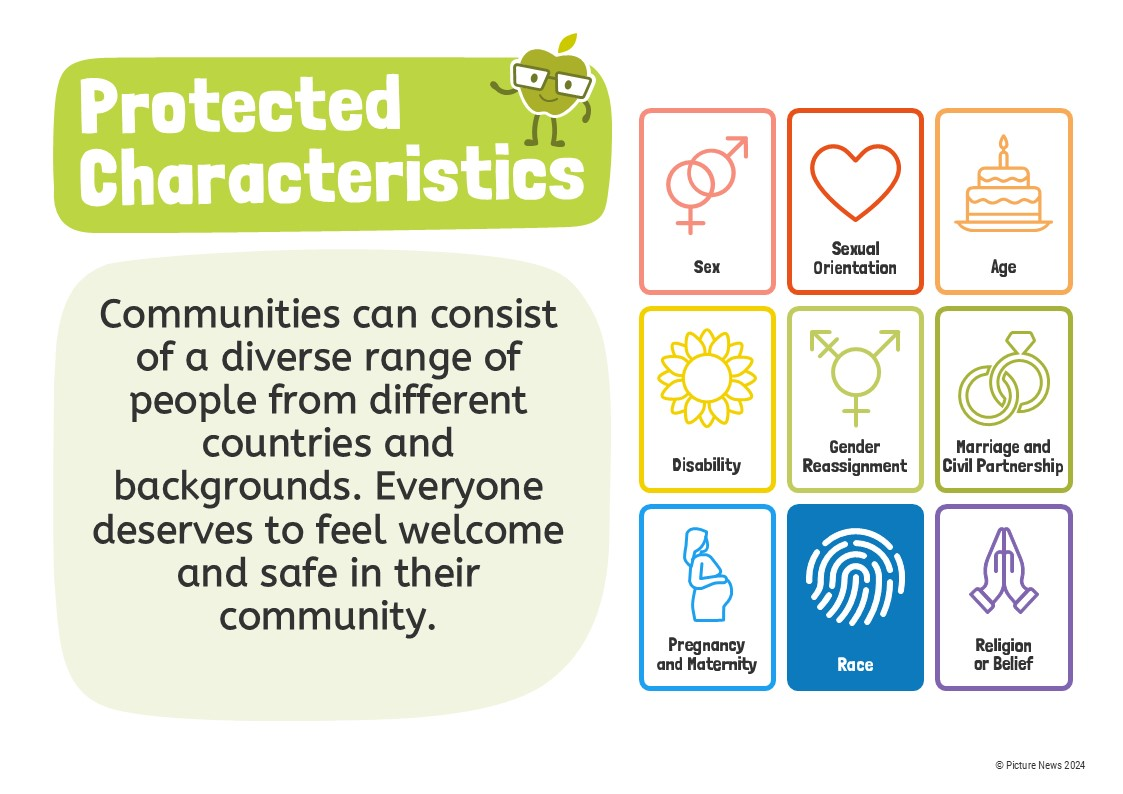 Protected
Characteristics
Communities can consist
of a diverse range of
people from different
countries and
backgrounds. Everyone
deserves to feel welcome
and safe in their
community.
Sex
Sexual
Orientation
Age
Disability
Gender
Reassignment
Marriage and
Civil Partnership
Pregnancy
and Maternity
Race
Religion
or Belief
© Picture News 2024